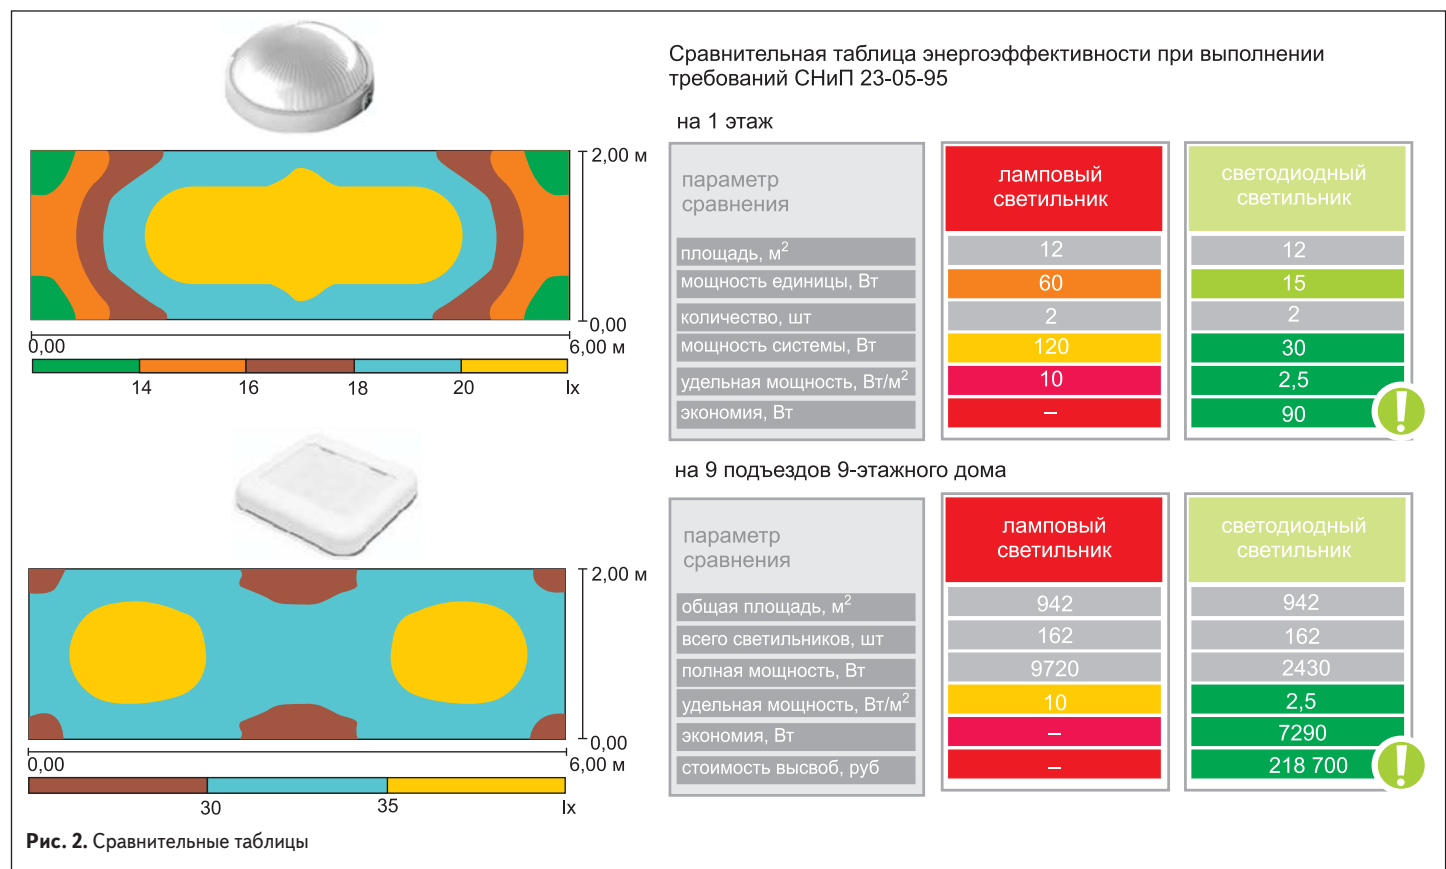 2,00 м
0,00
0,00
6,00 м
14 16 18 20 lx
2,00 м
0,00
0,00
6,00 м
30 35 lx
Рис. 2. Сравнительные таблицы
Сравнительная таблица энергоэффективности при выполнении
требований СНиП 23-05-95
на 1 этаж
параметр
сравнения
ламповый
светильник
светодиодный
светильник
площадь, м² 12 12
мощность единицы, Вт 60 15
количество, шт 2 2
мощность системы, Вт 120 30
удельная мощность, Вт/м² 10 2,5
экономия, Вт – 90
на 9 подъездов 9-этажного дома
параметр
сравнения
ламповый
светильник
светодиодный
светильник
общая площадь, м² 942 942
всего светильников, шт 162 162
полная мощность, Вт 9720 2430
удельная мощность, Вт/м² 10 2,5
экономия, Вт – 7290
стоимость высвоб, руб – 218 700